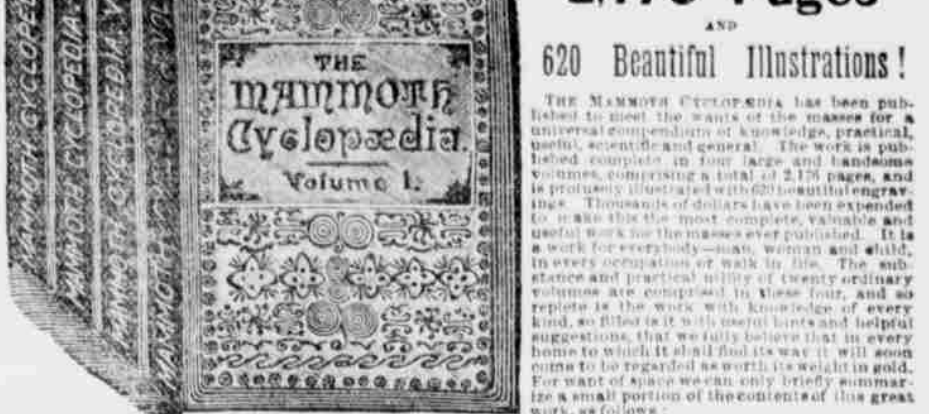 MAMMOTH CYCLOPEDIA
MAMMOTH CYCLOPEDIA.
MAMMOTH CYCLOPEDIA. V
MAMMOTH VOL
THE
MAMMOTH
Cyclopædia.
Volume I.
2,176 Pages
AND
620 Beautiful Illustrations!
THE MAMMOTH CYCLOPÆDIA has been pub-
lished to meet the wants of the masses for a
universal compendium of knowledge, practical,
useful, scientific and general. The work is pub-
lished complete in four large and handsome
volumes, comprising a total of 2,176 pages, and
is profusely illustrated with 620 beautiful engrav-
ings. Thousands of dollars have been expended
to make this the most complete, valuable and
useful work for the masses ever published. It is
a work for everybody—man, woman and child,
in every occupation or walk in life. The sub-
stance and practical utility of twenty ordinary
volumes are comprised in these four, and so
replete is the work with knowledge of every
kind, so filled is it with useful hints and helpful
suggestions, that we fully believe that in every
home to which it shall find its way it will soon
come to be regarded as worth its weight in gold.
For want of space we can only briefly summar-
ize a small portion of the contents of this great
work, as follows: